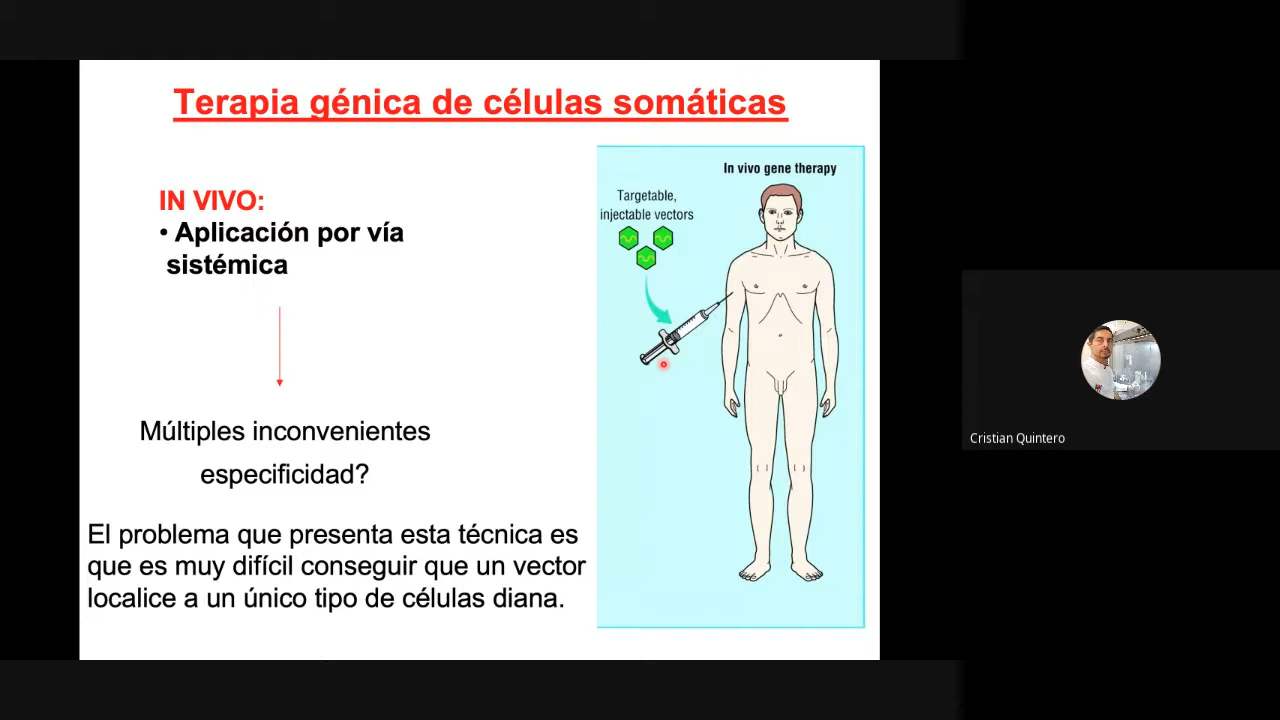 Terapia génica de células somáticas
IN VIVO:
• Aplicación por vía
sistémica
Múltiples inconvenientes
especificidad?
El problema que presenta esta técnica es
que es muy difícil conseguir que un vector
localice a un único tipo de células diana.
In vivo gene therapy
Targetable,
injectable vectors
Cristian Quintero